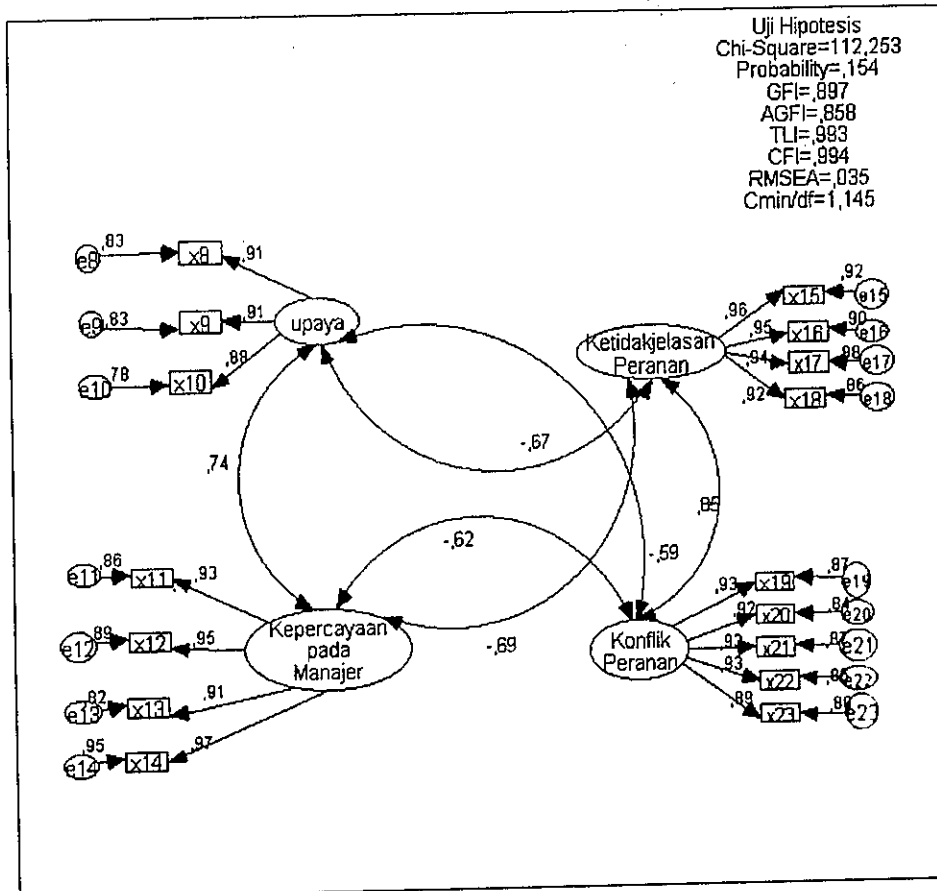 Uji Hipotesis
Chi-Square=112,253
Probability=,154
GFI=,897
AGFI=,858
TLI=,993
CFI=,994
RMSEA=,035
Cmin/df=1,145
e8 ,83 x8 ,91
e9 ,83 x9 ,91
e10 ,78 x10 ,88
upaya
Ketidakjelasan
Peranan
,96 x15 ,92 e15
,95 x16 ,90 e16
,94 x17 ,88 e17
,92 x18 ,86 e18
,74
-,67
,85
-,62
-,59
-,69
e11 ,86 x11 ,93
e12 ,89 x12 ,95
e13 ,82 x13 ,91
e14 ,95 x14 ,97
Kepercayaan
pada
Manajer
Konflik
Peranan
,93 x19 ,87 e19
,92 x20 ,84 e20
,93 x21 e21
,93 x22 e22
,89 x23 e23